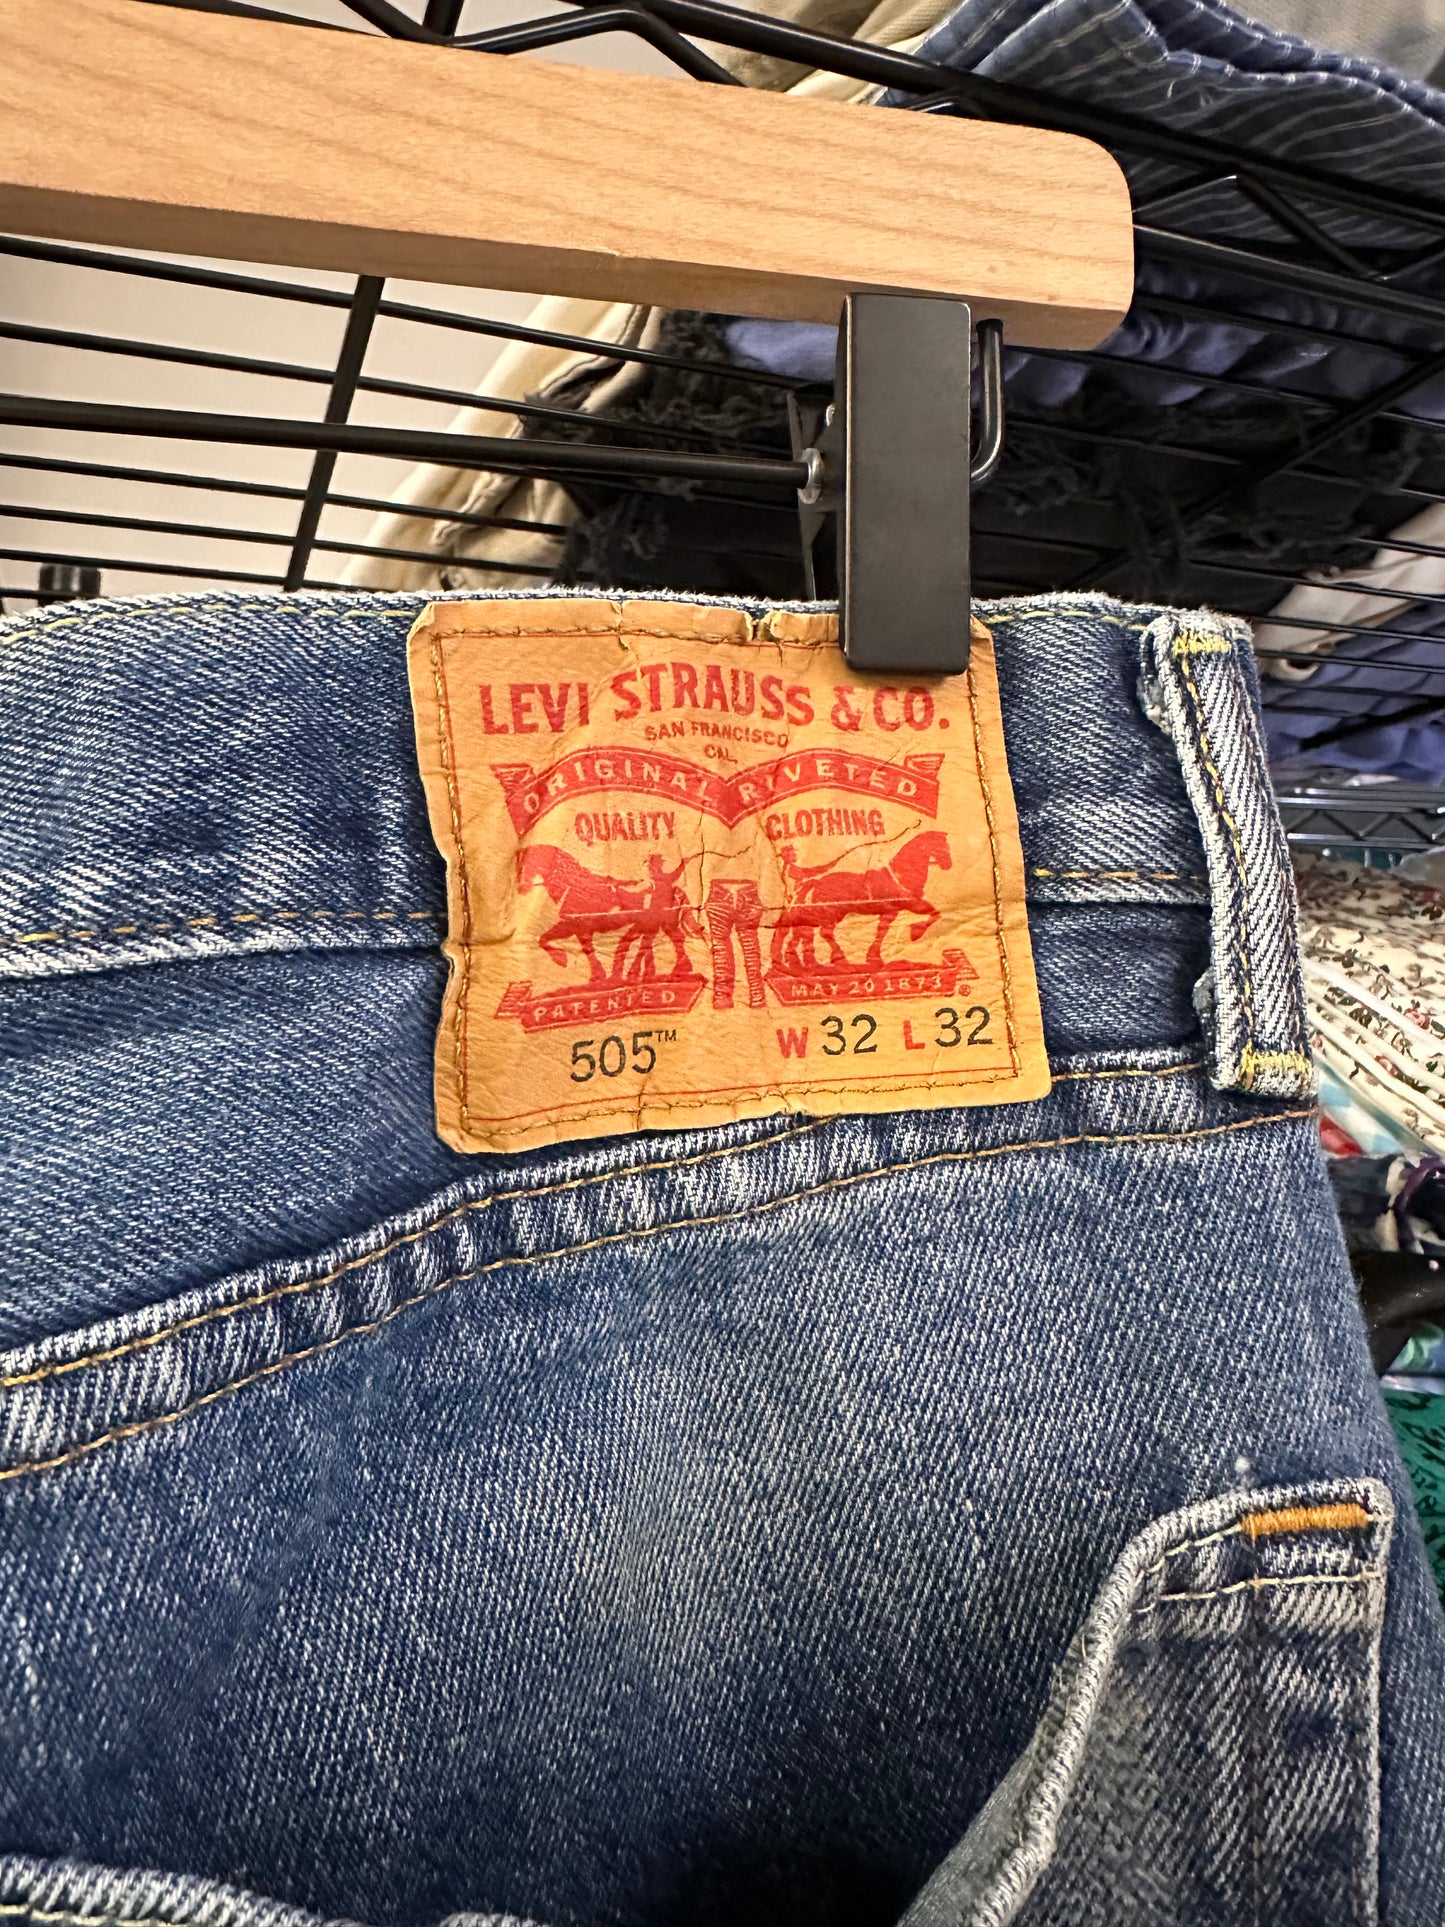 LEVI STRAUSS & CO.
SAN FRANCISCO
CAL.
ORIGINAL RIVETED
QUALITY CLOTHING
PATENTED MAY 20 1873 ®
505™ W 32 L 32